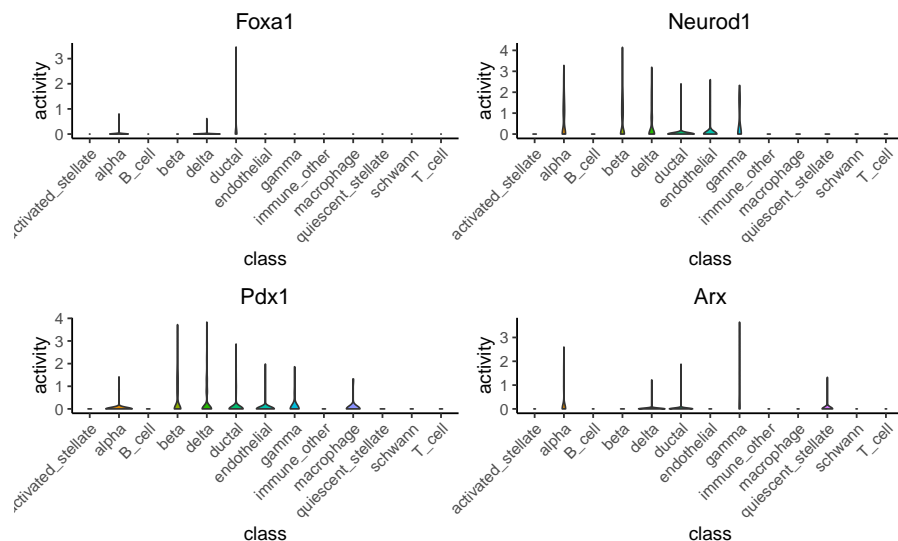 Foxa1
activity
3
2
1
0
ctivated_stellate
alpha
B_cell
beta
delta
ductal
endothelial
gamma
immune_other
macrophage
quiescent_stellate
schwann
T_cell
class
Neurod1
activity
4
3
2
1
0
activated_stellate
alpha
B_cell
beta
delta
ductal
endothelial
gamma
immune_other
macrophage
quiescent_stellate
schwann
T_cell
class
Pdx1
activity
4
3
2
1
0
activated_stellate
alpha
B_cell
beta
delta
ductal
endothelial
gamma
immune_other
macrophage
quiescent_stellate
schwann
T_cell
class
Arx
activity
3
2
1
0
activated_stellate
alpha
B_cell
beta
delta
ductal
endothelial
gamma
immune_other
macrophage
quiescent_stellate
schwann
T_cell
class